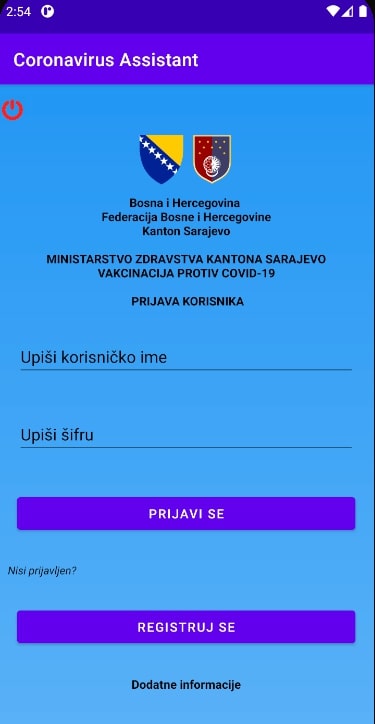 2:54
Coronavirus Assistant
Bosna i Hercegovina
Federacija Bosne i Hercegovine
Kanton Sarajevo
MINISTARSTVO ZDRAVSTVA KANTONA SARAJEVO
VAKCINACIJA PROTIV COVID-19
PRIJAVA KORISNIKA
Upiši korisničko ime
Upiši šifru
PRIJAVI SE
Nisi prijavljen?
REGISTRUJ SE
Dodatne informacije